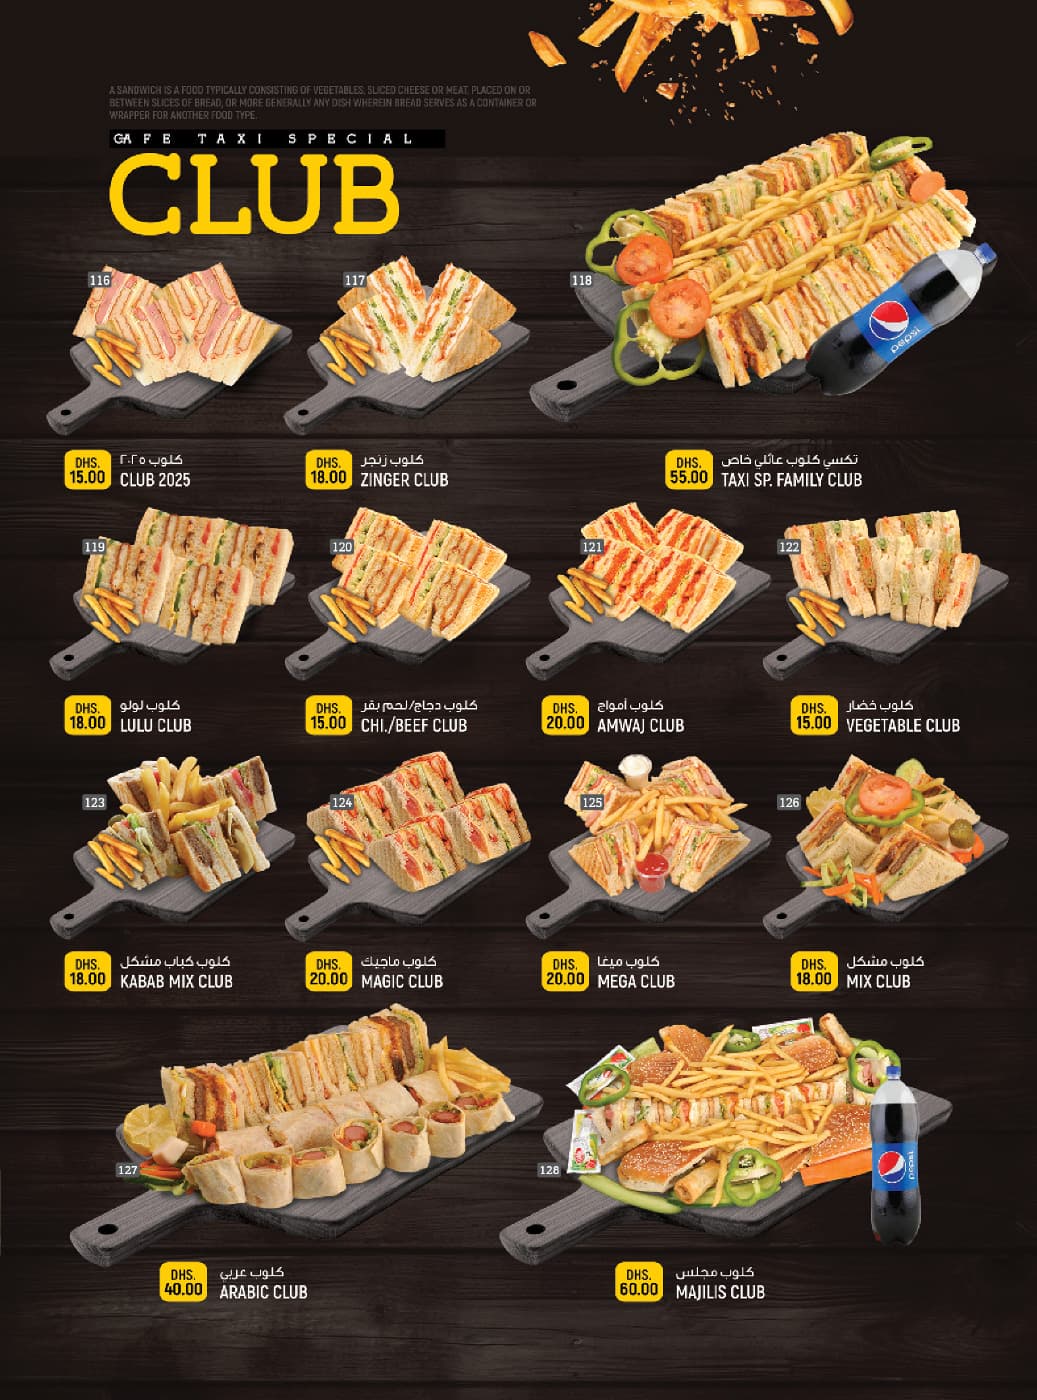 A SANDWICH IS A FOOD TYPICALLY CONSISTING OF VEGETABLES, SLICED CHEESE OR MEAT, PLACED ON OR
BETWEEN SLICES OF BREAD, OR MORE GENERALLY ANY DISH WHEREIN BREAD SERVES AS A CONTAINER OR
WRAPPER FOR ANOTHER FOOD TYPE.
CAFE TAXI SPECIAL
CLUB
116
117
118
pepsi
DHS.
15.00
كلوب ٢٠٢٥
CLUB 2025
DHS.
18.00
كلوب زنجر
ZINGER CLUB
DHS.
55.00
تكسي كلوب عائلي خاص
TAXI SP. FAMILY CLUB
119
120
121
122
DHS.
18.00
كلوب لولو
LULU CLUB
DHS.
15.00
كلوب دجاج/لحم بقر
CHI./BEEF CLUB
DHS.
20.00
كلوب أمواج
AMWAJ CLUB
DHS.
15.00
كلوب خضار
VEGETABLE CLUB
123
124
125
126
DHS.
18.00
كلوب كباب مشكل
KABAB MIX CLUB
DHS.
20.00
كلوب ماجيك
MAGIC CLUB
DHS.
20.00
كلوب ميغا
MEGA CLUB
DHS.
18.00
كلوب مشكل
MIX CLUB
127
128
pepsi
DHS.
40.00
كلوب عربي
ARABIC CLUB
DHS.
60.00
كلوب مجلس
MAJILIS CLUB